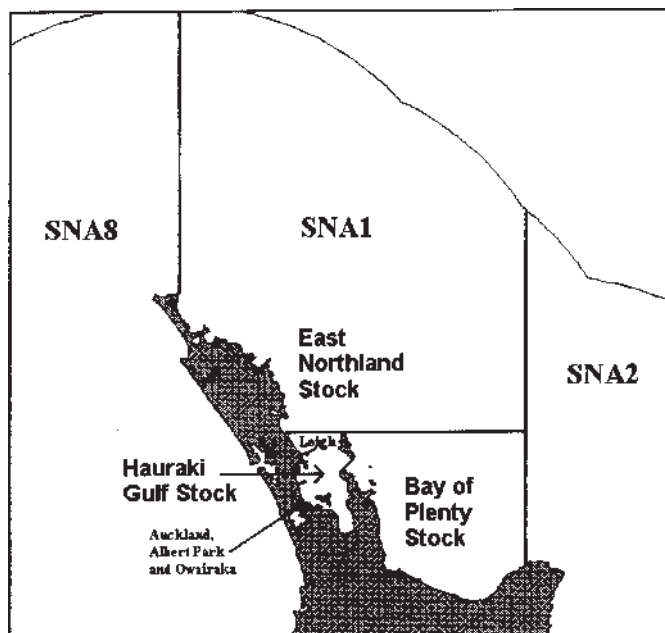 SNA8
SNA1
SNA2
East
Northland
Stock
Leigh
Hauraki
Gulf Stock
Bay of
Plenty
Stock
Auckland,
Albert Park
and Owairaka